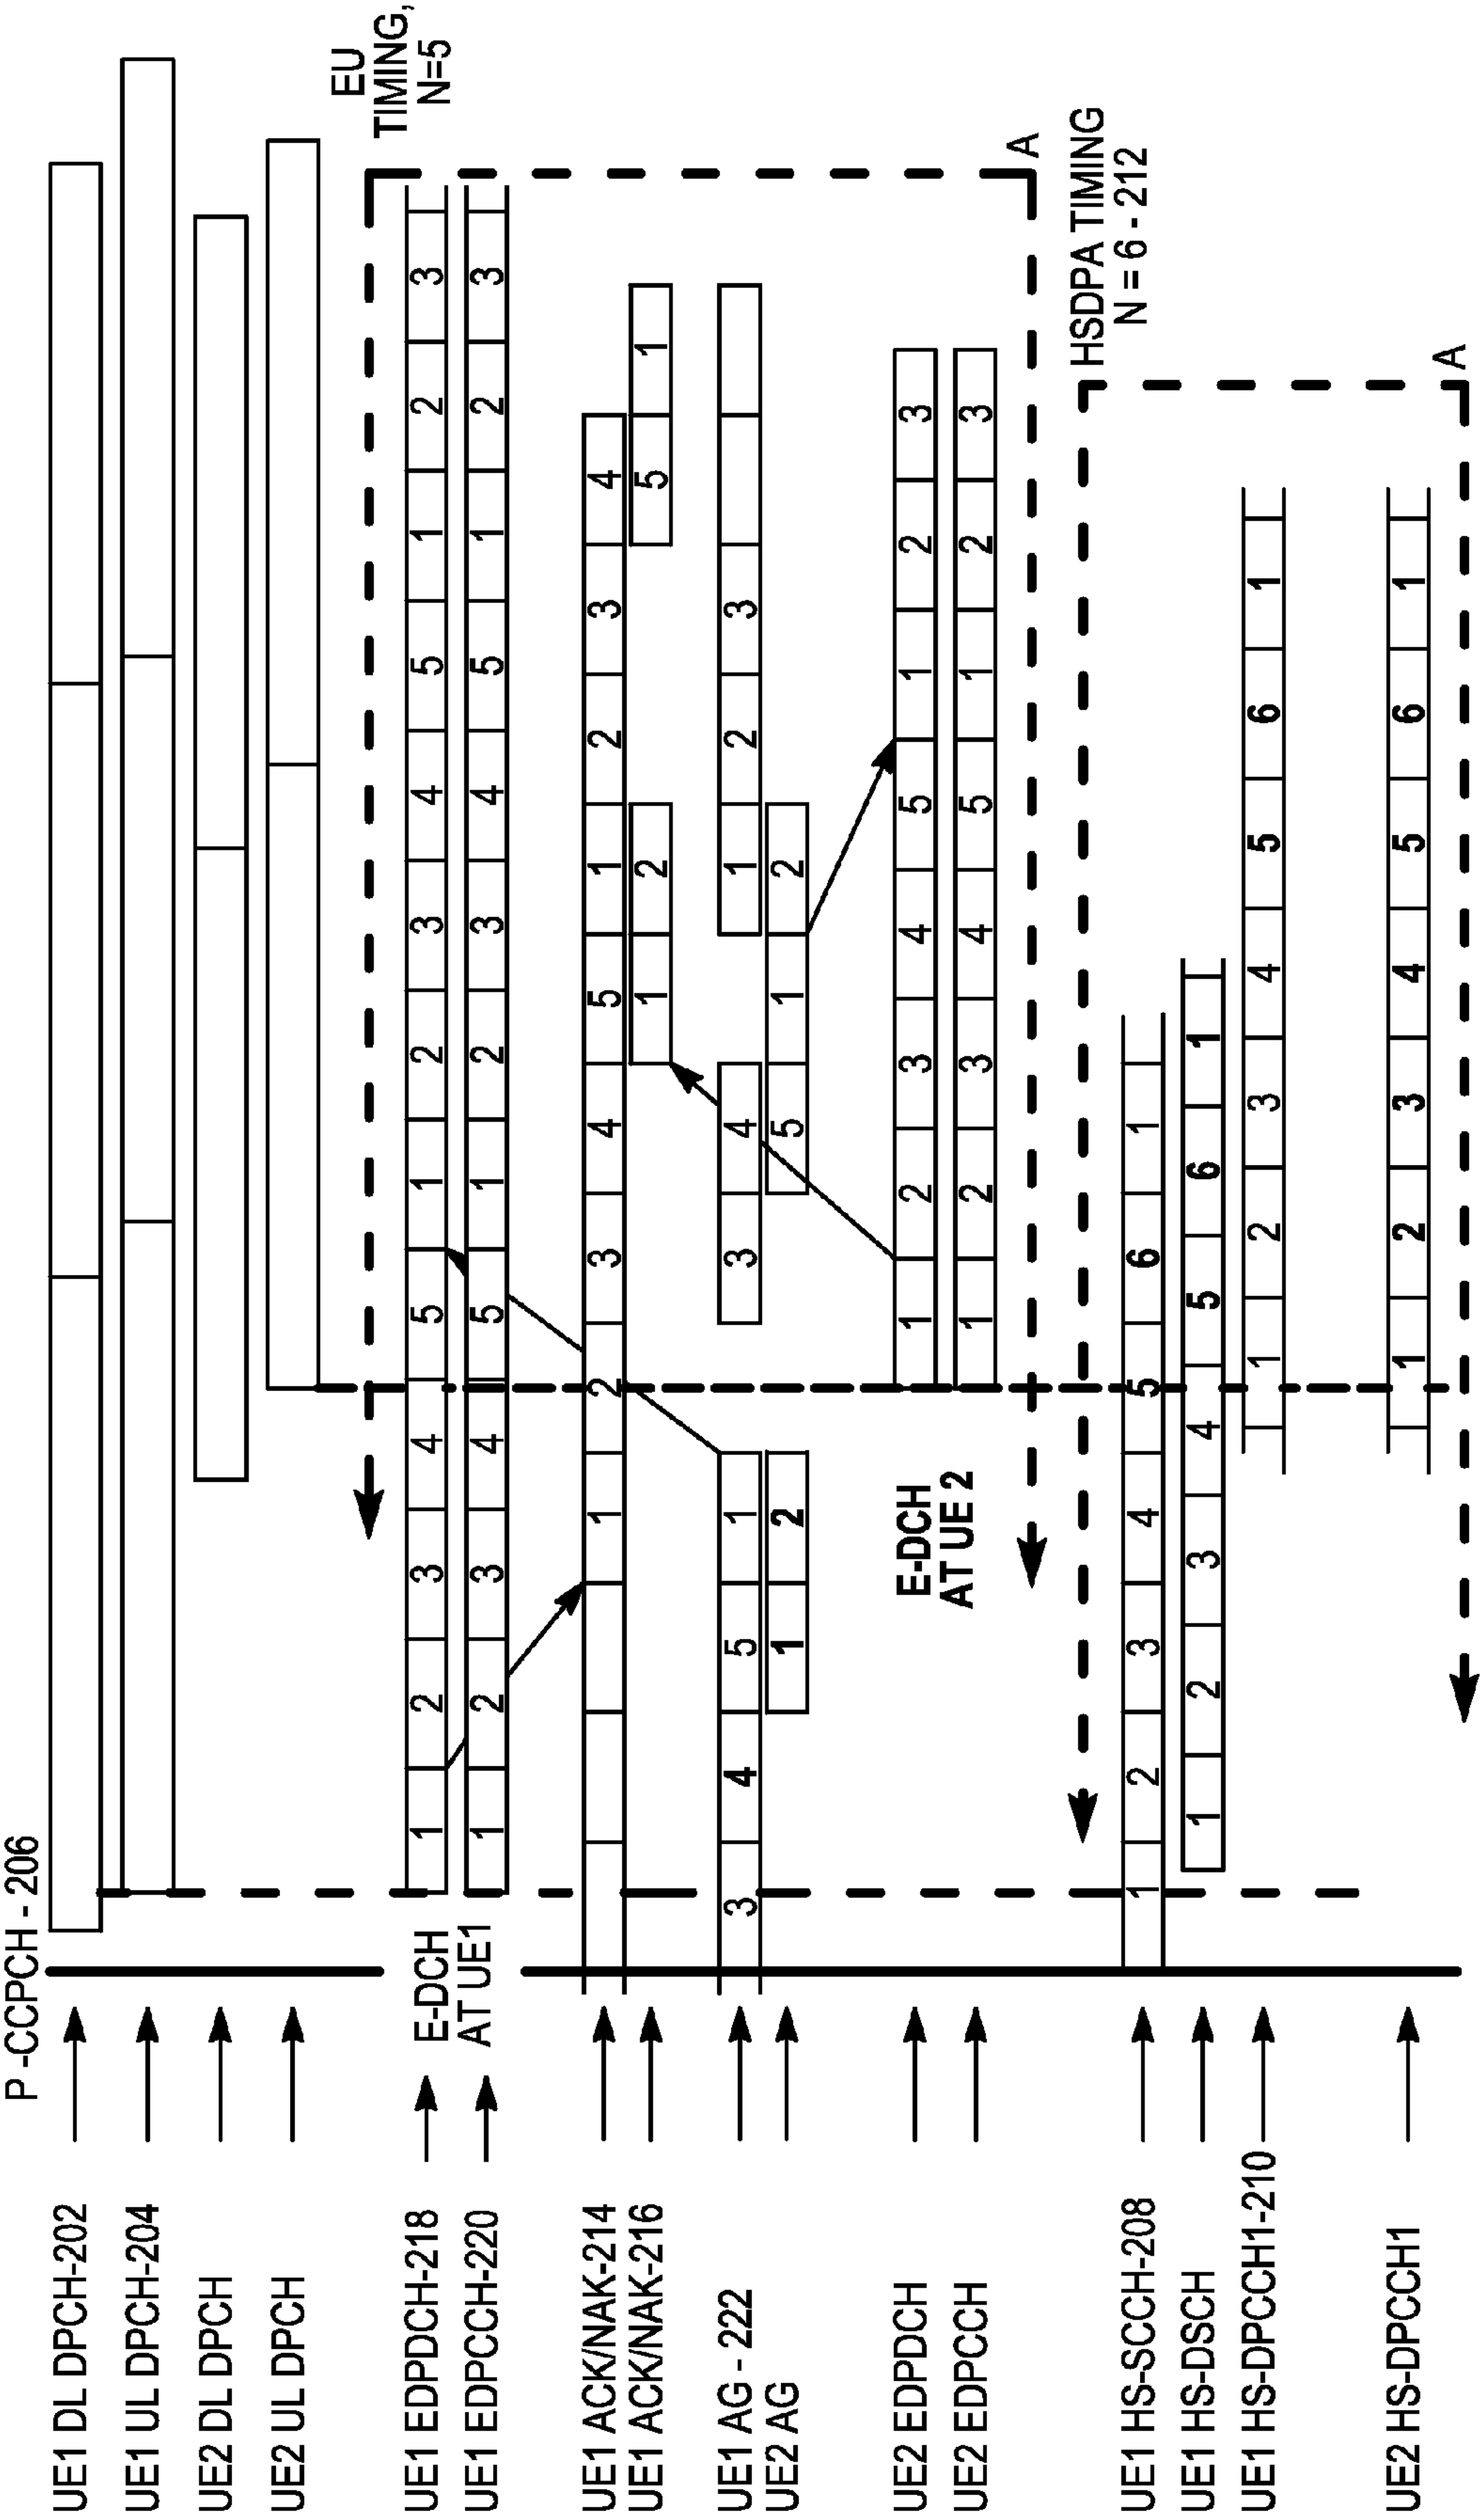 P -CCPCH - 206
UE1 DL DPCH-202
UE1 UL DPCH-204
UE2 DL DPCH
UE2 UL DPCH
EU
TIMING,
N=5
UE1 EDPDCH-218 E-DCH 1 2 3 4 5 1 2 3 4 5 1 2 3
UE1 EDPCCH-220 AT UE1 1 2 3 4 5 1 2 3 4 5 1 2 3
UE1 ACK/NAK-214 1 2 3 4 5 1 2 3 4
UE1 ACK/NAK-216 1 2 5 1
UE1 AG - 222 3 4 5 1 3 4 1 2 3
UE2 AG 1 2 5 1 2
UE2 EDPDCH 1 2 3 4 5 1 2 3
UE2 EDPCCH 1 2 3 4 5 1 2 3
E-DCH
AT UE 2
A
HSDPA TIMING
N = 6 - 212
UE1 HS-SCCH-208 1 2 3 4 5 6 1
UE1 HS-DSCH 1 2 3 4 5 6 1
UE1 HS-DPCCH1-210 1 2 3 4 5 6 1
UE2 HS-DPCCH1 1 2 3 4 5 6 1
A